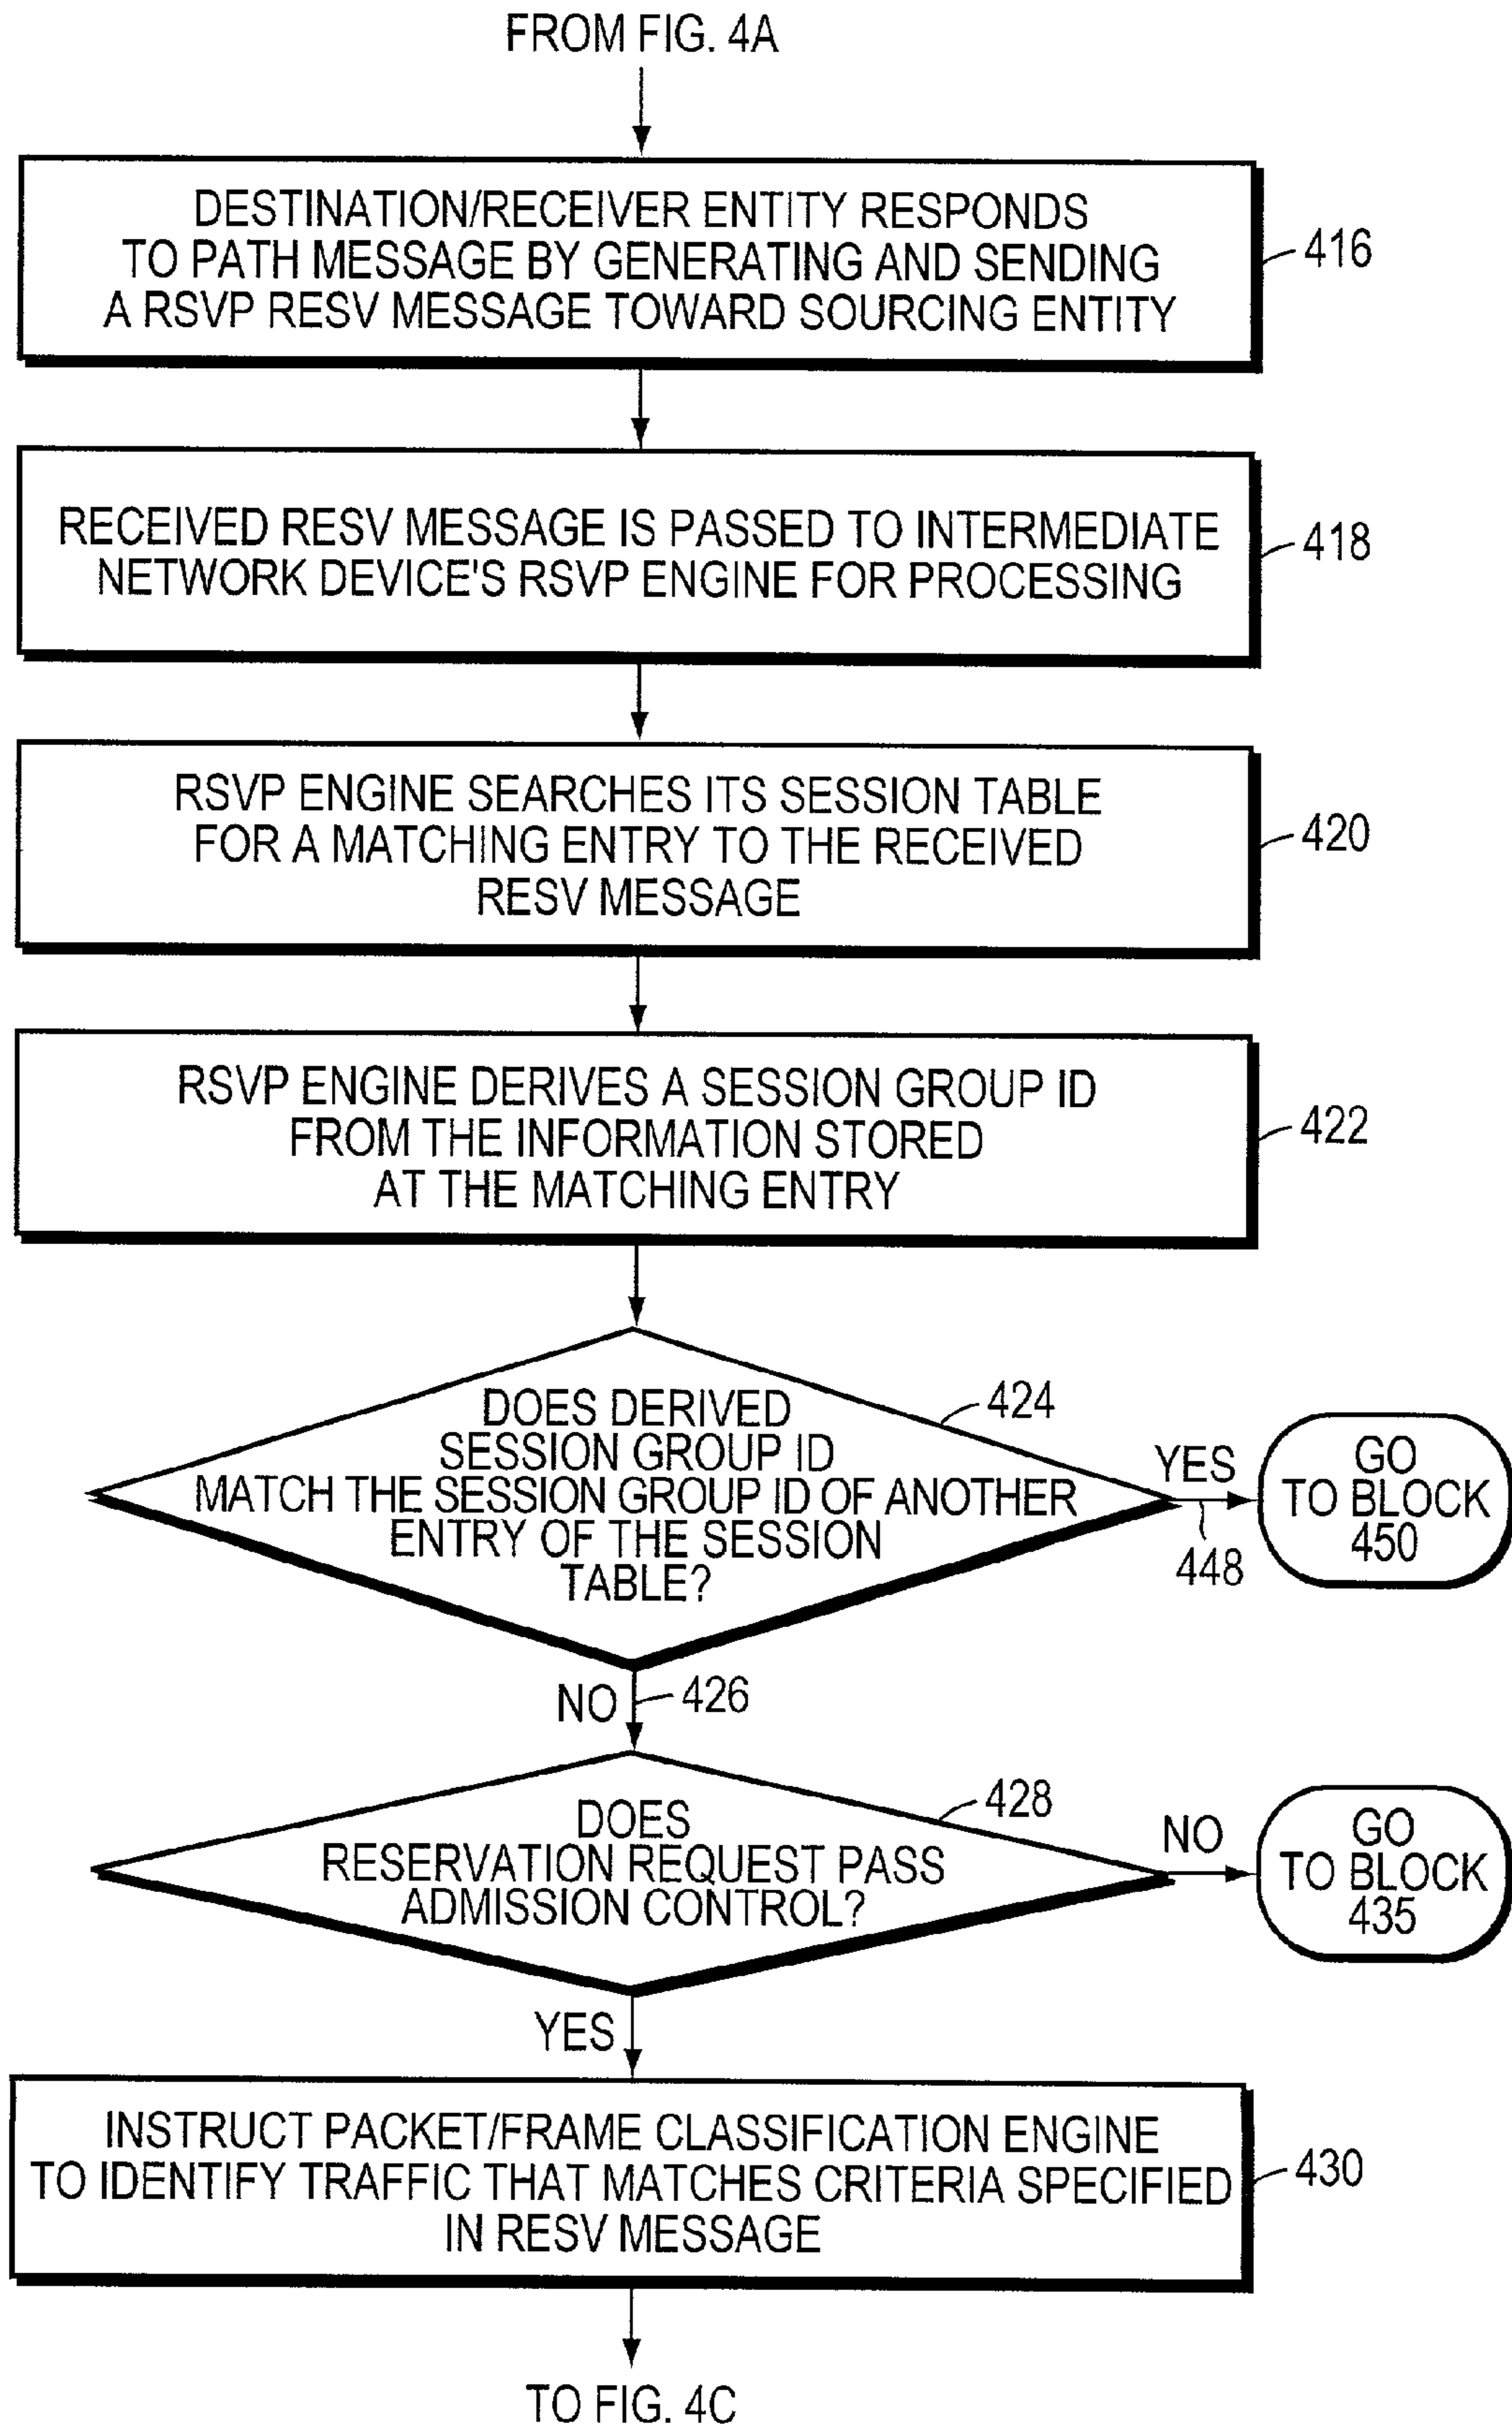 FROM FIG. 4A
DESTINATION/RECEIVER ENTITY RESPONDS
TO PATH MESSAGE BY GENERATING AND SENDING
A RSVP RESV MESSAGE TOWARD SOURCING ENTITY
416
RECEIVED RESV MESSAGE IS PASSED TO INTERMEDIATE
NETWORK DEVICE'S RSVP ENGINE FOR PROCESSING
418
RSVP ENGINE SEARCHES ITS SESSION TABLE
FOR A MATCHING ENTRY TO THE RECEIVED
RESV MESSAGE
420
RSVP ENGINE DERIVES A SESSION GROUP ID
FROM THE INFORMATION STORED
AT THE MATCHING ENTRY
422
DOES DERIVED
SESSION GROUP ID
MATCH THE SESSION GROUP ID OF ANOTHER
ENTRY OF THE SESSION
TABLE?
424
YES
448
GO
TO BLOCK
450
NO
426
DOES
RESERVATION REQUEST PASS
ADMISSION CONTROL?
428
NO
GO
TO BLOCK
435
YES
INSTRUCT PACKET/FRAME CLASSIFICATION ENGINE
TO IDENTIFY TRAFFIC THAT MATCHES CRITERIA SPECIFIED
IN RESV MESSAGE
430
TO FIG. 4C